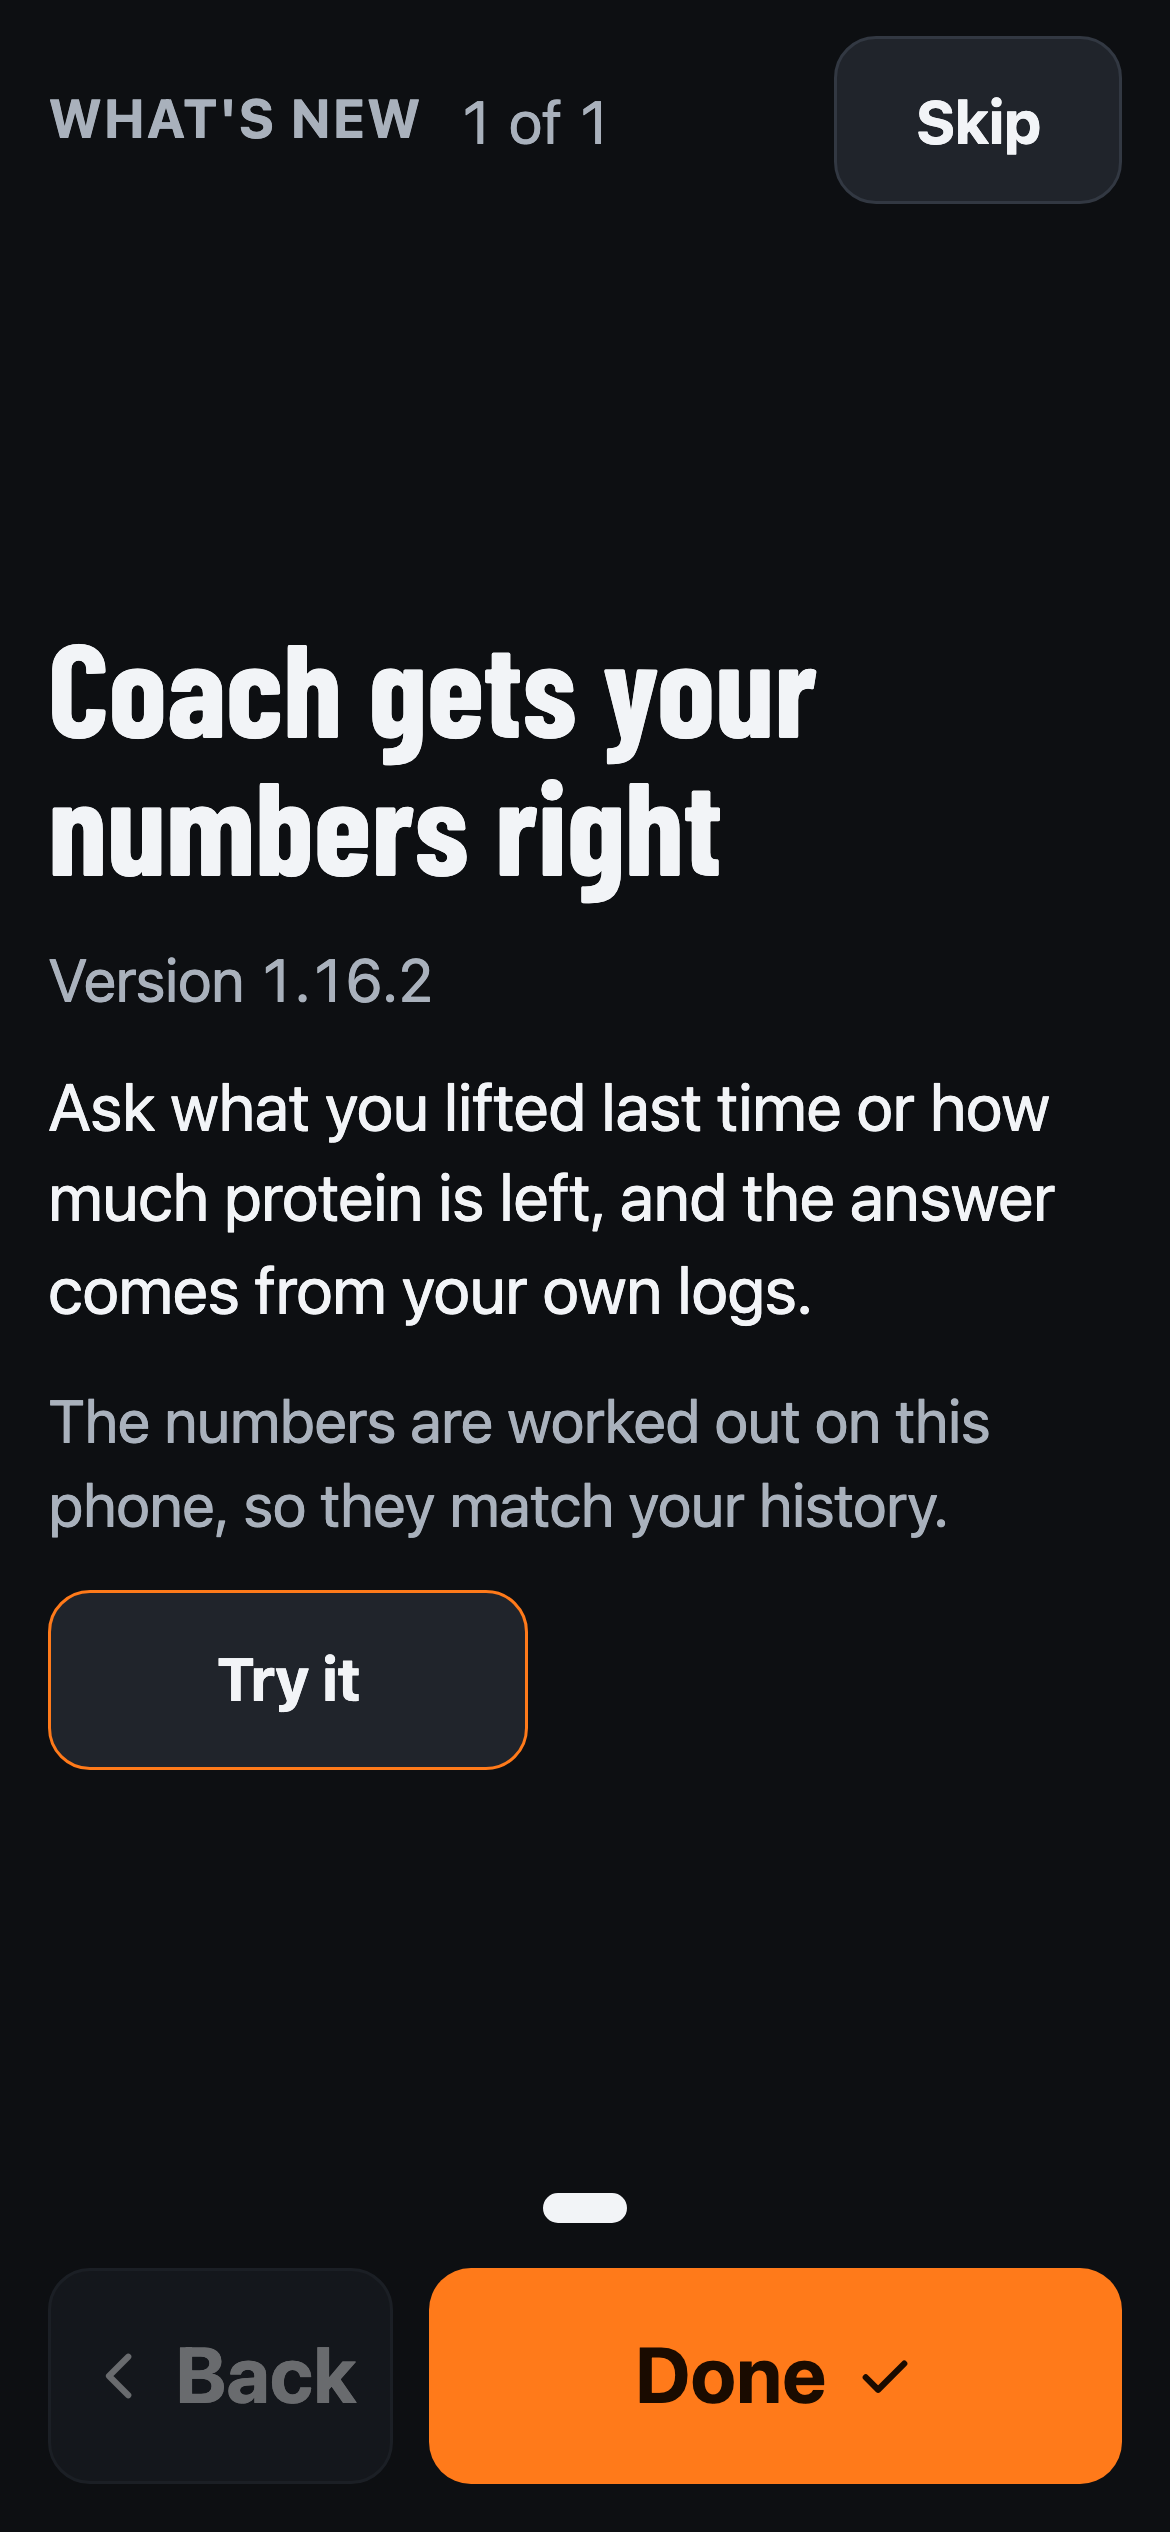 WHAT'S NEW 1 of 1
Skip
Coach gets your
numbers right
Version 1.16.2
Ask what you lifted last time or how
much protein is left, and the answer
comes from your own logs.
The numbers are worked out on this
phone, so they match your history.
Try it
Back
Done